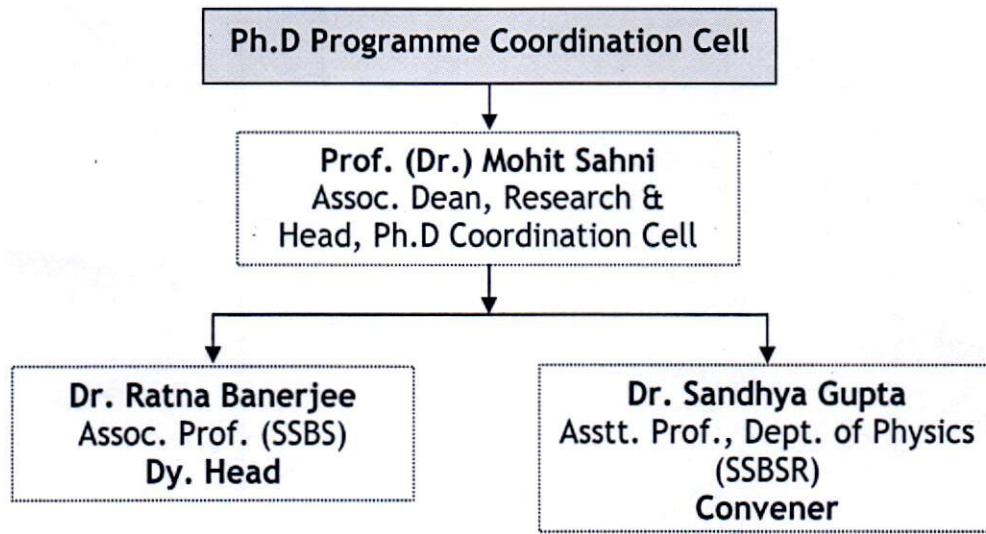 Ph.D Programme Coordination Cell
Prof. (Dr.) Mohit Sahni
Assoc. Dean, Research &
Head, Ph.D Coordination Cell
Dr. Ratna Banerjee
Assoc. Prof. (SSBS)
Dy. Head
Dr. Sandhya Gupta
Asstt. Prof., Dept. of Physics
(SSBSR)
Convener